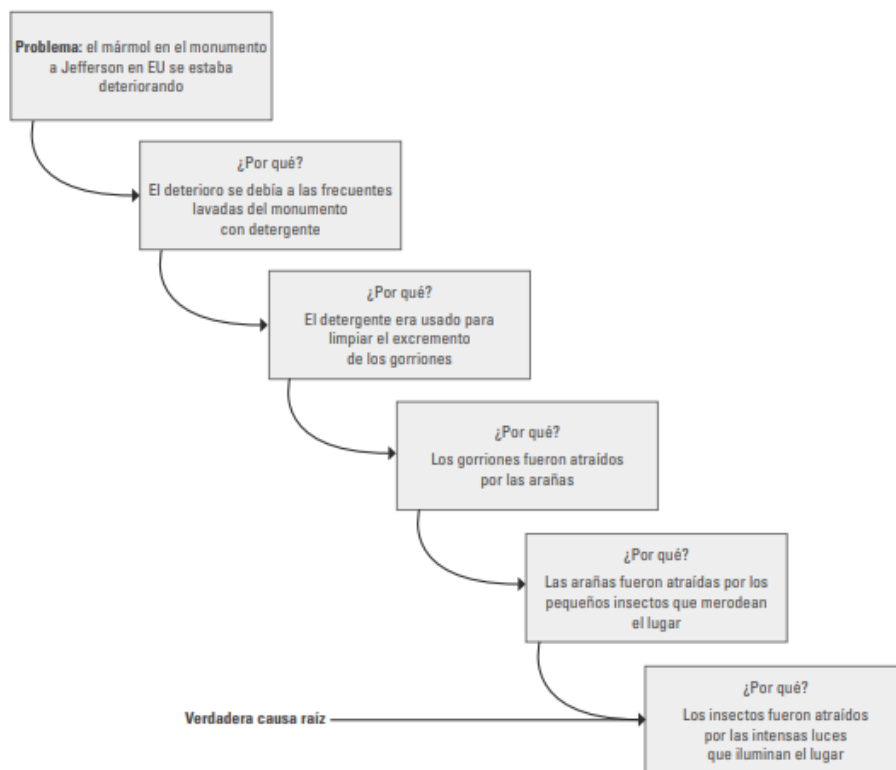 Problema: el mármol en el monumento
a Jefferson en EU se estaba
deteriorando
¿Por qué?
El deterioro se debía a las frecuentes
lavadas del monumento
con detergente
¿Por qué?
El detergente era usado para
limpiar el excremento
de los gorriones
¿Por qué?
Los gorriones fueron atraídos
por las arañas
¿Por qué?
Las arañas fueron atraídas por los
pequeños insectos que merodean
el lugar
¿Por qué?
Los insectos fueron atraídos
por las intensas luces
que iluminan el lugar
Verdadera causa raíz